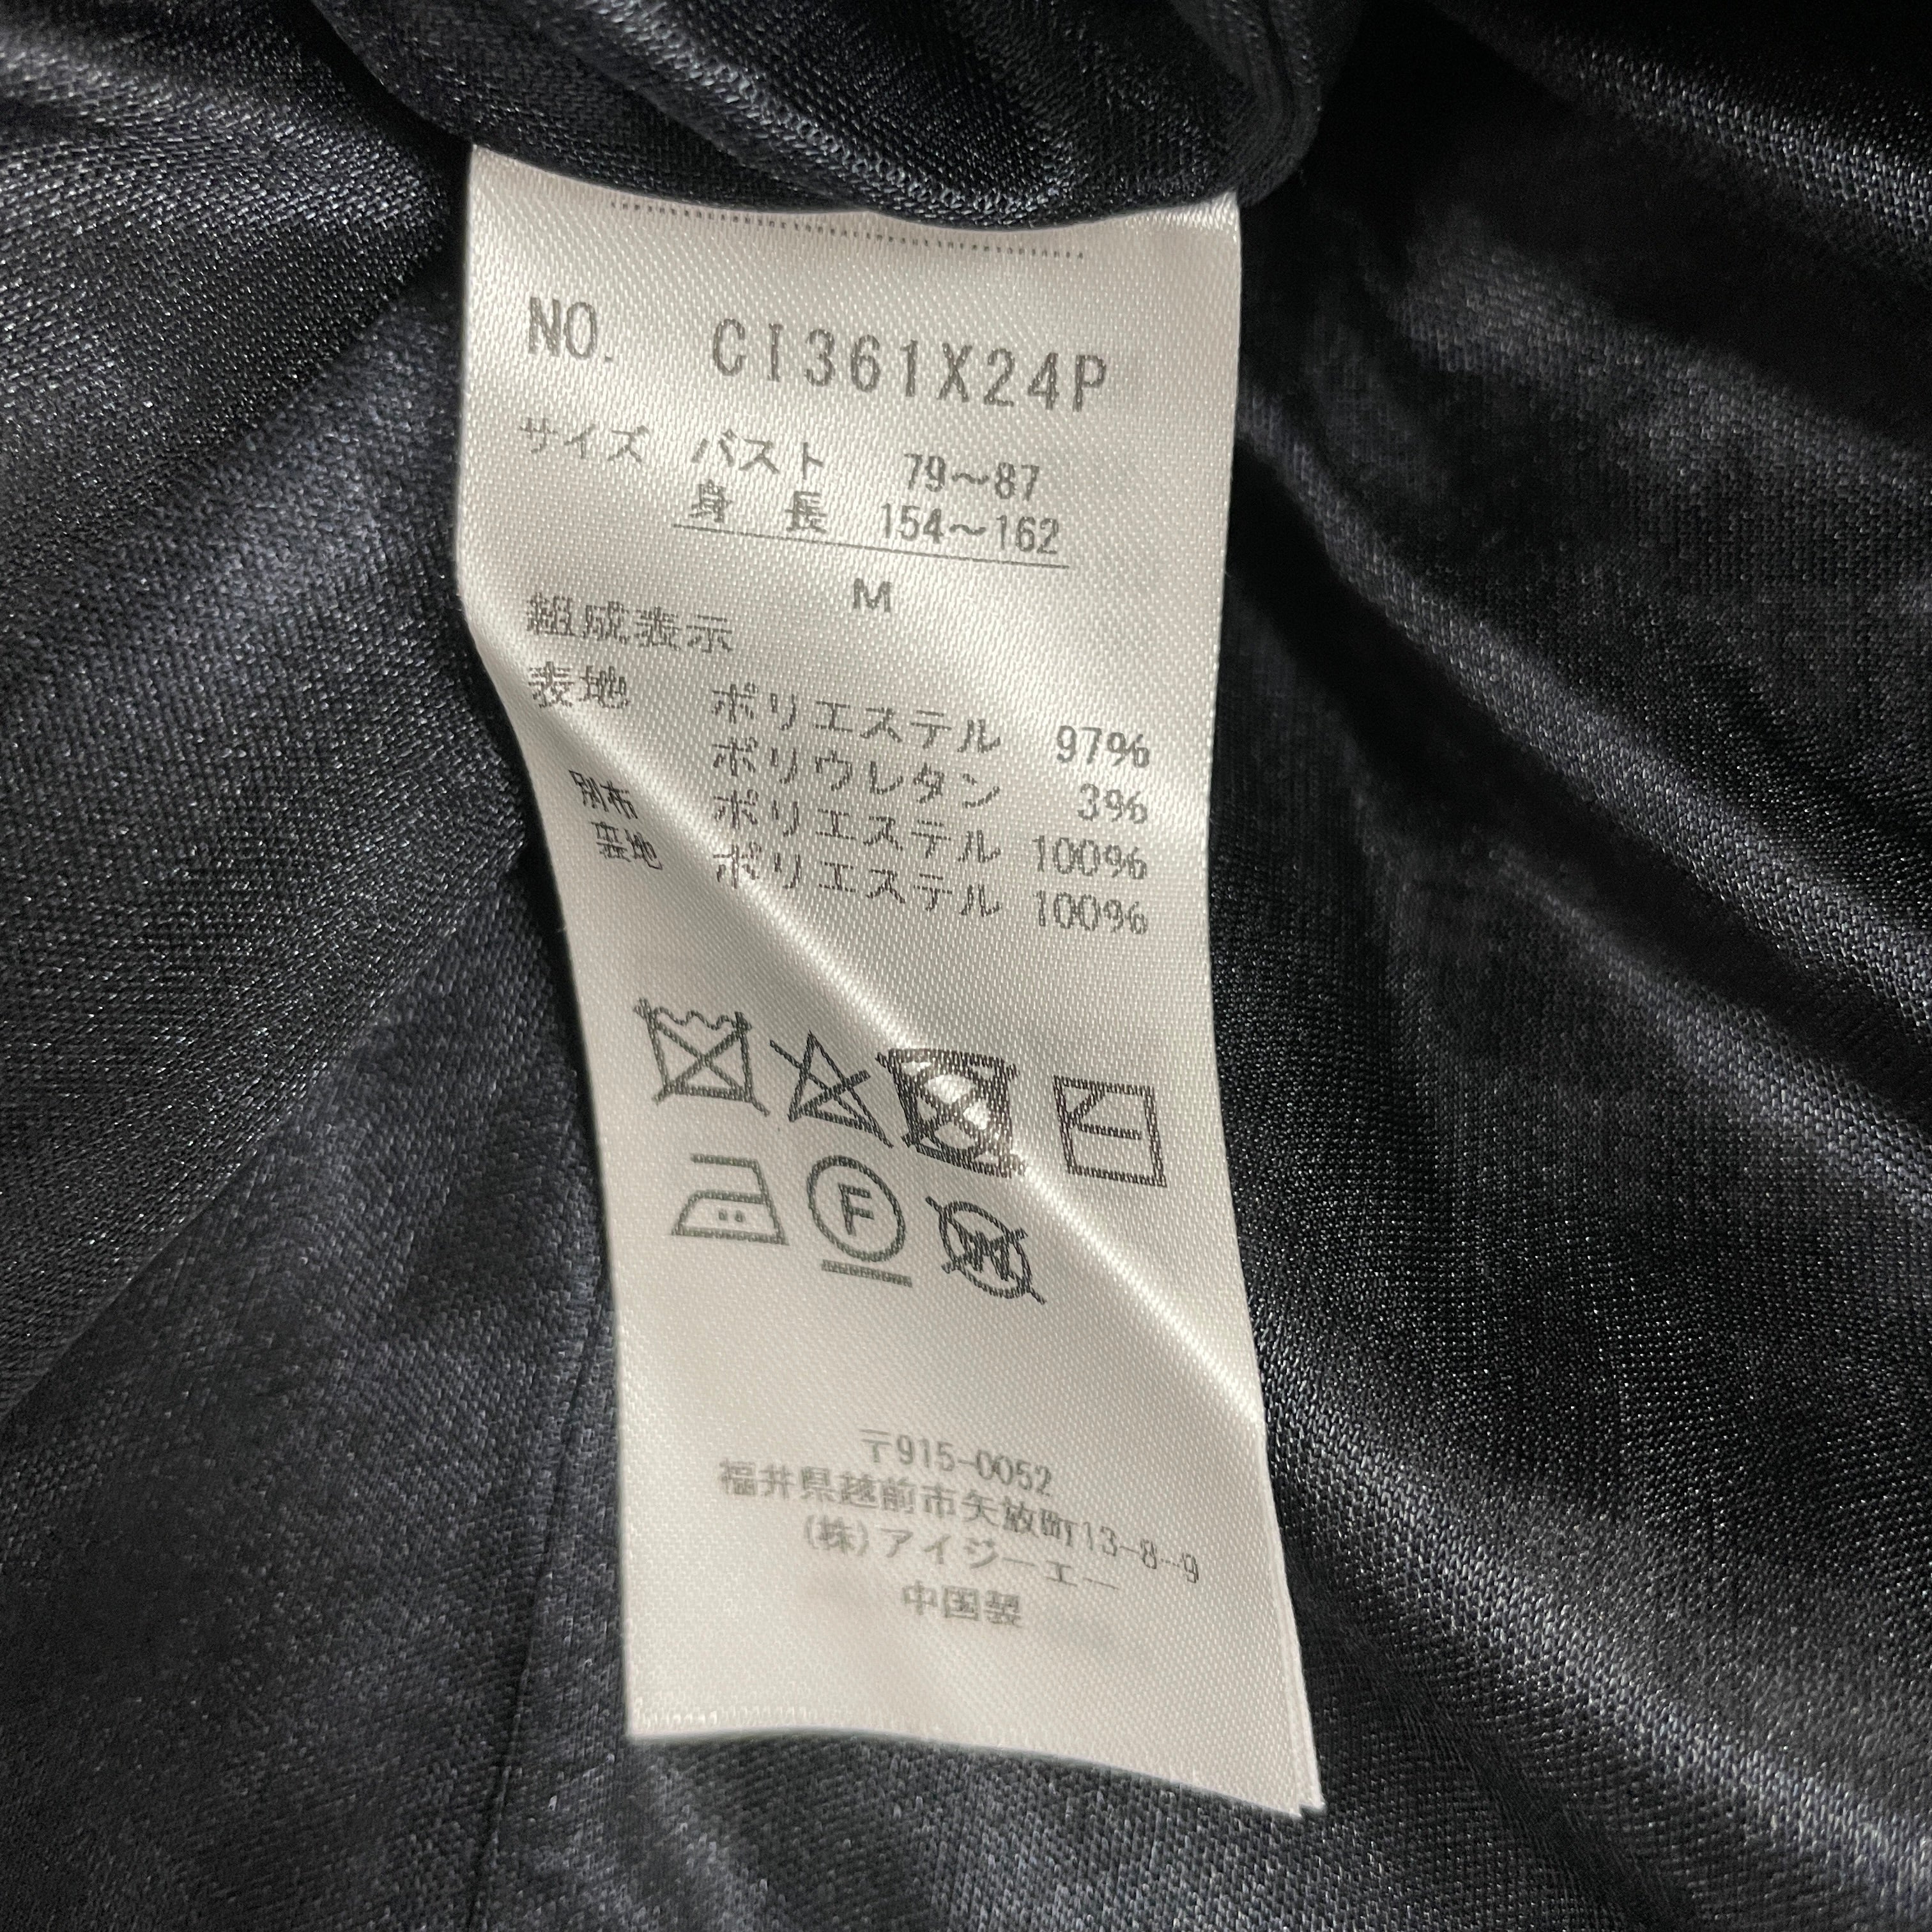 NO. CI361X24P
サイズ バスト 79〜87
身長 154〜162
M
組成表示
表地 ポリエステル 97%
ポリウレタン 3%
別布 ポリエステル 100%
裏地 ポリエステル 100%
F
W
〒915-0052
福井県越前市矢放町13-8-9
(株)アイジーエー
中国製